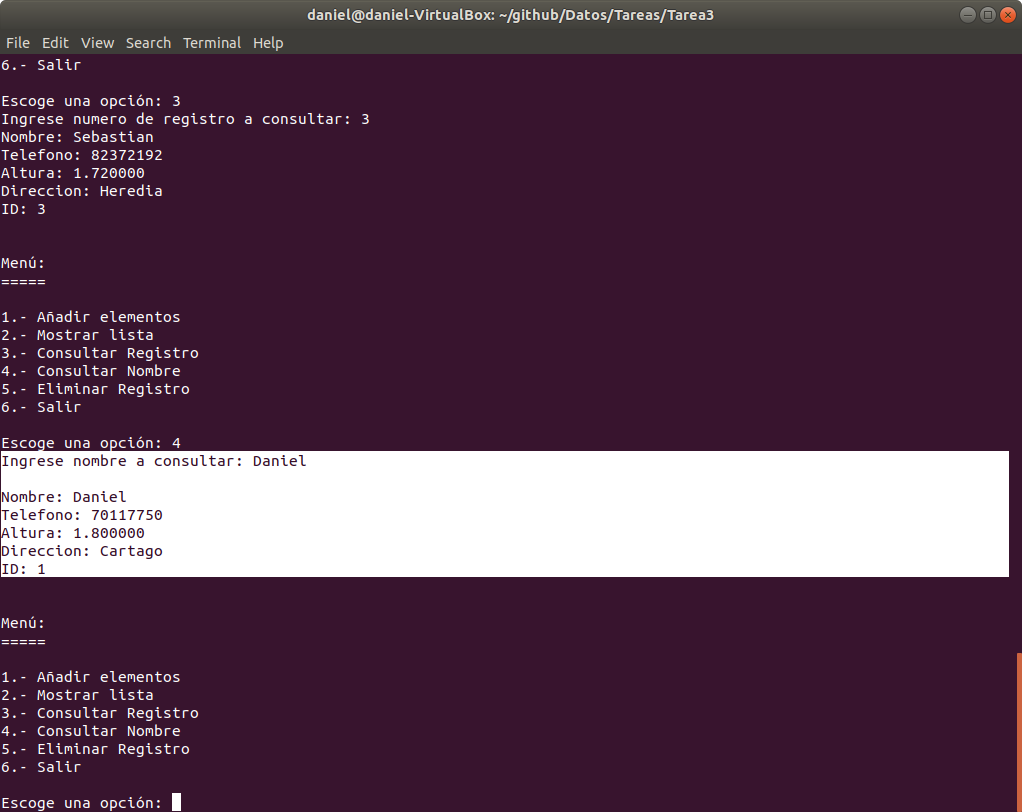 daniel@daniel-VirtualBox: ~/github/Datos/Tareas/Tarea3
File Edit View Search Terminal Help
6.- Salir
Escoge una opción: 3
Ingrese numero de registro a consultar: 3
Nombre: Sebastian
Telefono: 82372192
Altura: 1.720000
Direccion: Heredia
ID: 3
Menú:
=====
1.- Añadir elementos
2.- Mostrar lista
3.- Consultar Registro
4.- Consultar Nombre
5.- Eliminar Registro
6.- Salir
Escoge una opción: 4
Ingrese nombre a consultar: Daniel
Nombre: Daniel
Telefono: 70117750
Altura: 1.800000
Direccion: Cartago
ID: 1
Menú:
=====
1.- Añadir elementos
2.- Mostrar lista
3.- Consultar Registro
4.- Consultar Nombre
5.- Eliminar Registro
6.- Salir
Escoge una opción: